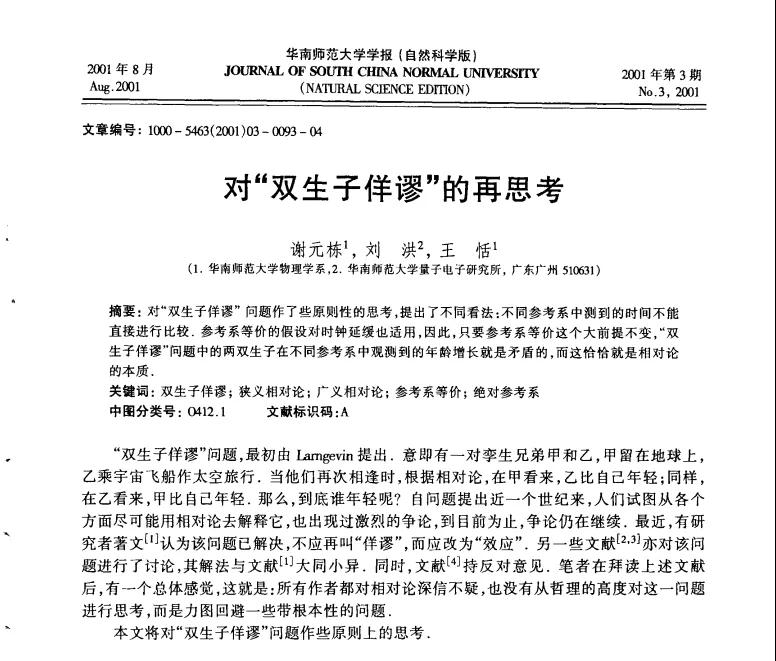 华南师范大学学报(自然科学版)
2001 年 8 月 JOURNAL OF SOUTH CHINA NORMAL UNIVERSITY 2001 年第 3 期
Aug.2001 (NATURAL SCIENCE EDITION) No.3, 2001
文章编号: 1000-5463(2001)03-0093-04
对“双生子佯谬”的再思考
谢元栋1, 刘 洪2, 王 恬1
(1. 华南师范大学物理学系,2. 华南师范大学量子电子研究所, 广东广州 510631)
摘要: 对“双生子佯谬”问题作了些原则性的思考,提出了不同看法:不同参考系中测到的时间不能
直接进行比较. 参考系等价的假设对时钟延缓也适用,因此,只要参考系等价这个大前提不变,“双
生子佯谬”问题中的两双生子在不同参考系中观测到的年龄增长就是矛盾的,而这恰恰就是相对论
的本质.
关键词: 双生子佯谬; 狭义相对论; 广义相对论; 参考系等价; 绝对参考系
中图分类号: O412.1 文献标识码:A
“双生子佯谬”问题,最初由 Larngevin 提出. 意即有一对孪生兄弟甲和乙,甲留在地球上,
乙乘宇宙飞船作太空旅行. 当他们再次相逢时,根据相对论,在甲看来,乙比自己年轻;同样,
在乙看来,甲比自己年轻. 那么,到底谁年轻呢? 自问题提出近一个世纪来,人们试图从各个
方面尽可能用相对论去解释它,也出现过激烈的争论,到目前为止,争论仍在继续. 最近,有研
究者著文[1]认为该问题已解决,不应再叫“佯谬”,而应改为“效应”. 另一些文献[2,3]亦对该问
题进行了讨论,其解法与文献[1]大同小异. 同时,文献[4]持反对意见. 笔者在拜读上述文献
后,有一个总体感觉,这就是:所有作者都对相对论深信不疑,也没有从哲理的高度对这一问题
进行思考,而是力图回避一些带根本性的问题.
本文将对“双生子佯谬”问题作些原则上的思考.